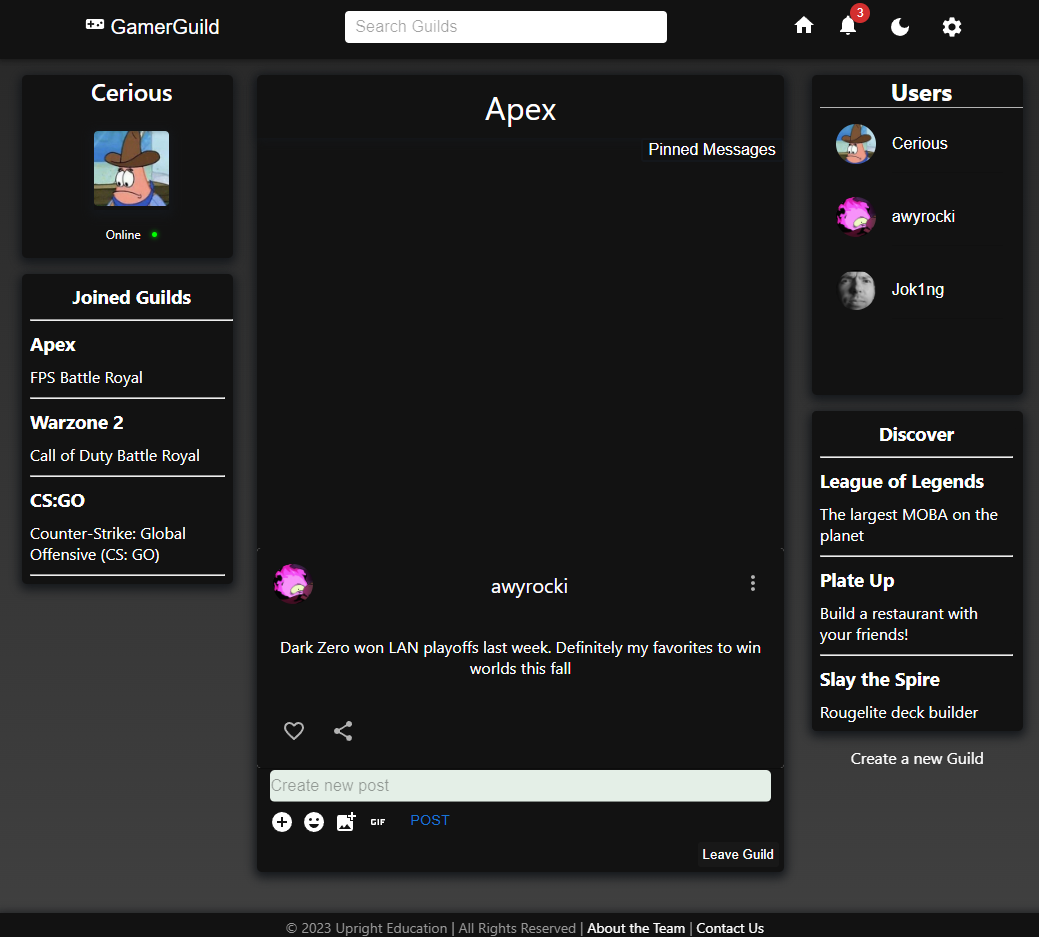 GamerGuild
Search Guilds
3
Cerious
Online
Joined Guilds
Apex
FPS Battle Royal
Warzone 2
Call of Duty Battle Royal
CS:GO
Counter-Strike: Global
Offensive (CS: GO)
Apex
Pinned Messages
awyrocki
Dark Zero won LAN playoffs last week. Definitely my favorites to win
worlds this fall
Create new post
GIF
POST
Leave Guild
Users
Cerious
awyrocki
Jok1ng
Discover
League of Legends
The largest MOBA on the
planet
Plate Up
Build a restaurant with
your friends!
Slay the Spire
Rougelite deck builder
Create a new Guild
© 2023 Upright Education | All Rights Reserved | About the Team | Contact Us